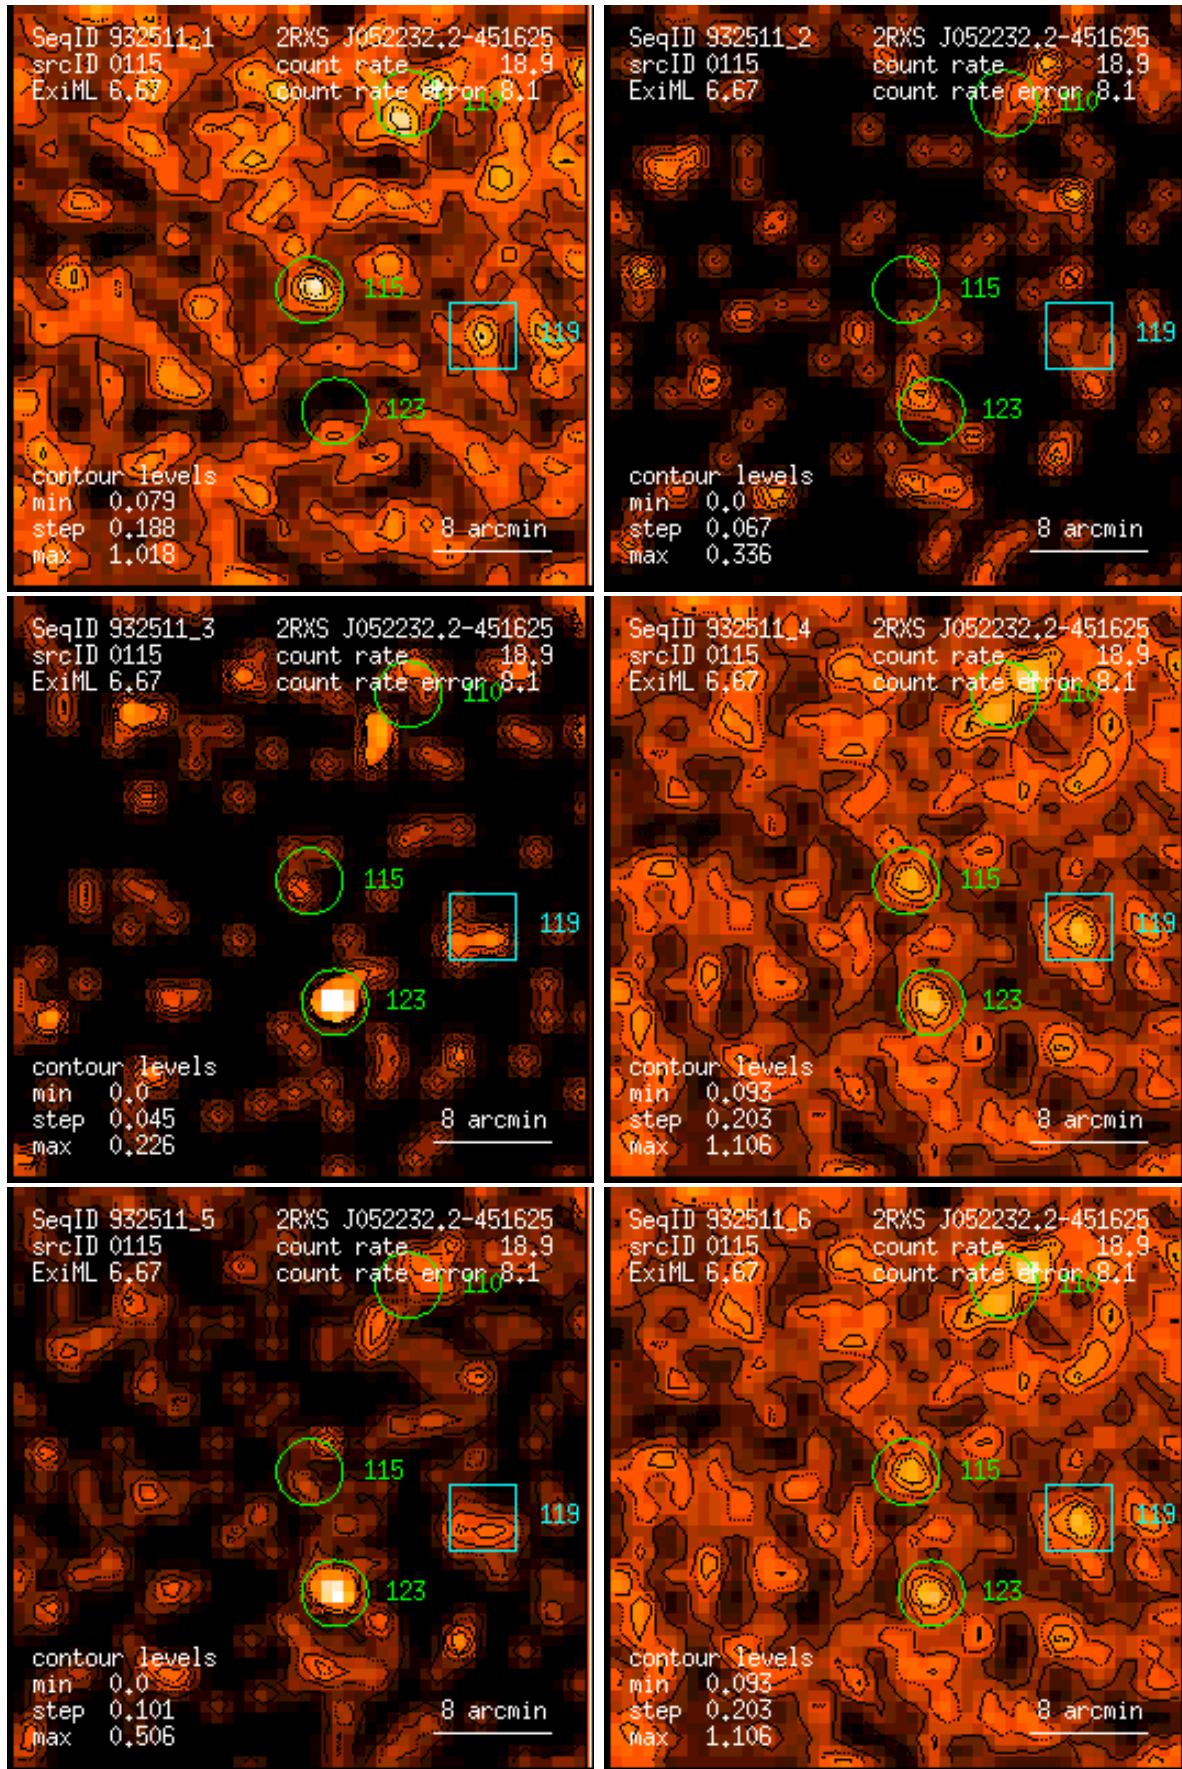 SeqID 932511_1 2RXS J052232.2-451625
srcID 0115 count rate 18.9
ExiML 6.67 count rate error 8.1
110
115
119
123
contour levels
min 0.079
step 0.188 8 arcmin
max 1.018
SeqID 932511_2 2RXS J052232.2-451625
srcID 0115 count rate 18.9
ExiML 6.67 count rate error 8.1
110
115
119
123
contour levels
min 0.0
step 0.067 8 arcmin
max 0.336
SeqID 932511_3 2RXS J052232.2-451625
srcID 0115 count rate 18.9
ExiML 6.67 count rate error 8.1
110
115
119
123
contour levels
min 0.0
step 0.045 8 arcmin
max 0.226
SeqID 932511_4 2RXS J052232.2-451625
srcID 0115 count rate 18.9
ExiML 6.67 count rate error 8.1
110
115
119
123
contour levels
min 0.093
step 0.203 8 arcmin
max 1.106
SeqID 932511_5 2RXS J052232.2-451625
srcID 0115 count rate 18.9
ExiML 6.67 count rate error 8.1
110
115
119
123
contour levels
min 0.0
step 0.101 8 arcmin
max 0.506
SeqID 932511_6 2RXS J052232.2-451625
srcID 0115 count rate 18.9
ExiML 6.67 count rate error 8.1
110
115
119
123
contour levels
min 0.093
step 0.203 8 arcmin
max 1.106